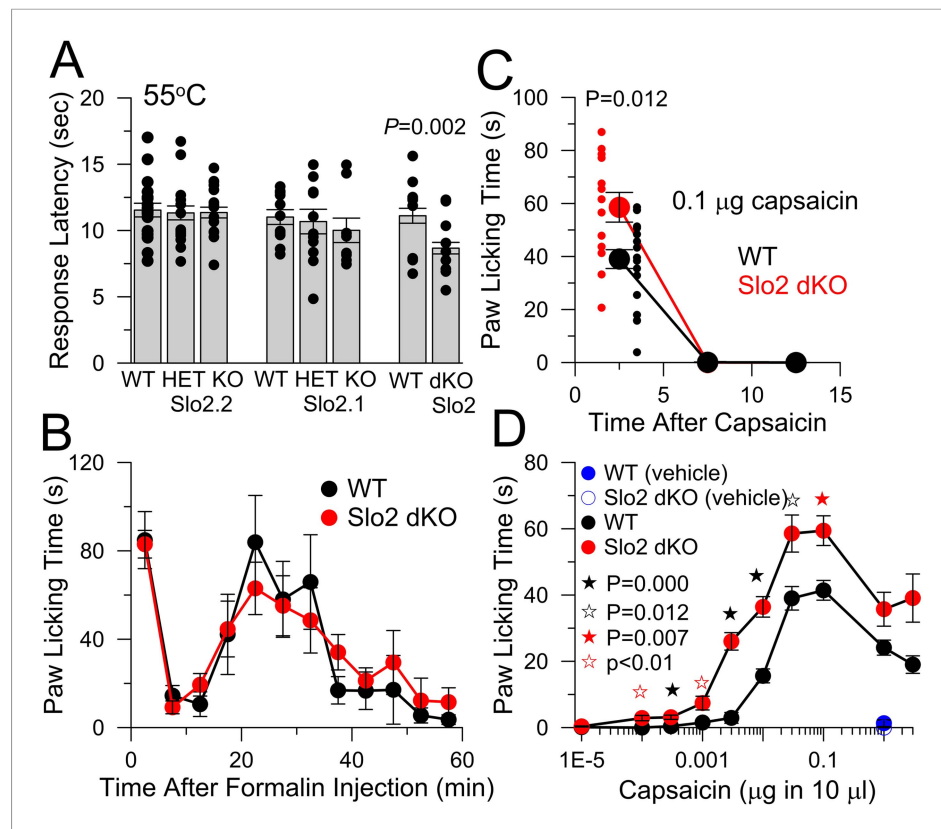 A
55°C
P=0.002
Response Latency (sec)
20
15
10
5
0
WT HET KO WT HET KO WT dKO
Slo2.2 Slo2.1 Slo2
C
P=0.012
Paw Licking Time (s)
100
80
60
40
20
0
0.1 μg capsaicin
WT
Slo2 dKO
0 5 10 15
Time After Capsaicin
B
Paw Licking Time (s)
120
80
40
0
WT
Slo2 dKO
0 10 20 30 40 50 60
Time After Formalin Injection (min)
D
Paw Licking Time (s)
80
60
40
20
0
WT (vehicle)
Slo2 dKO (vehicle)
WT
Slo2 dKO
P=0.000
P=0.012
P=0.007
p<0.01
1E-5 0.001 0.1
Capsaicin (μg in 10 μl)